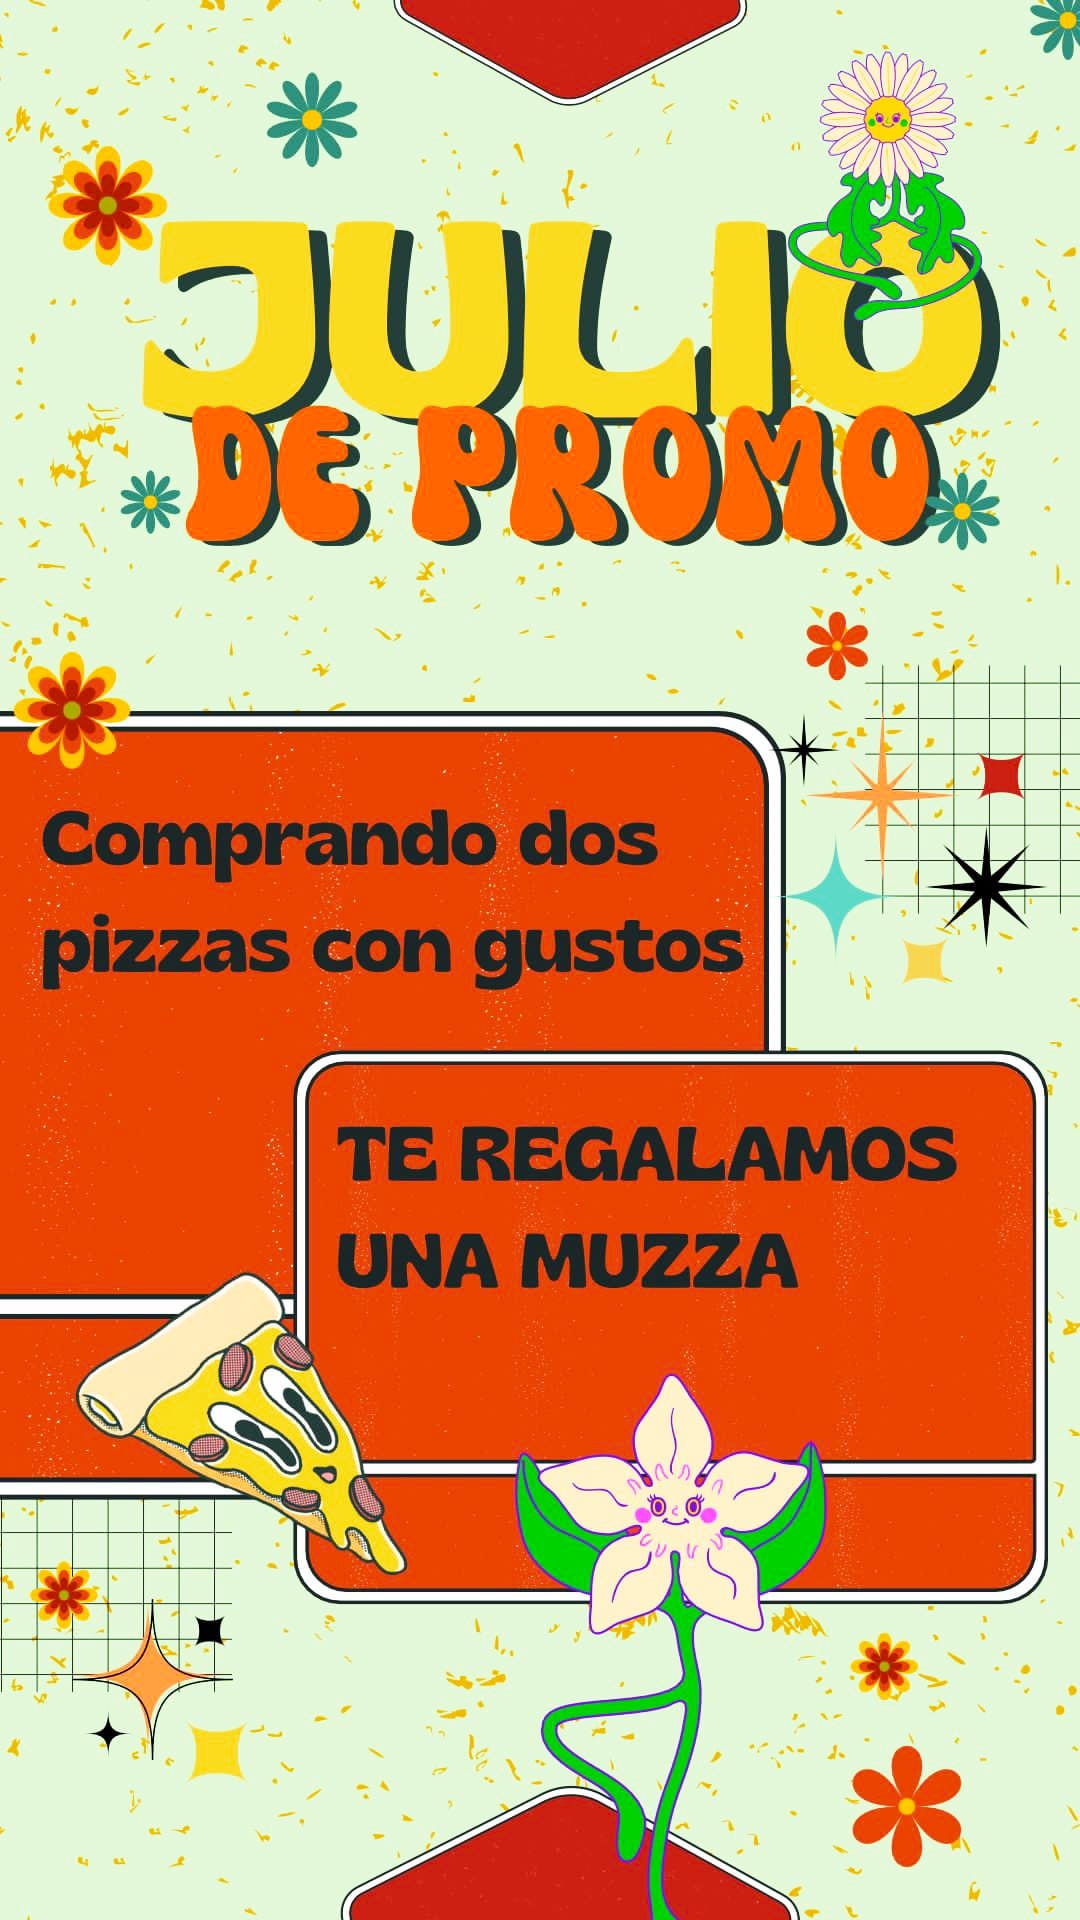 JULIO
DE PROMO
Comprando dos
pizzas con gustos
TE REGALAMOS
UNA MUZZA